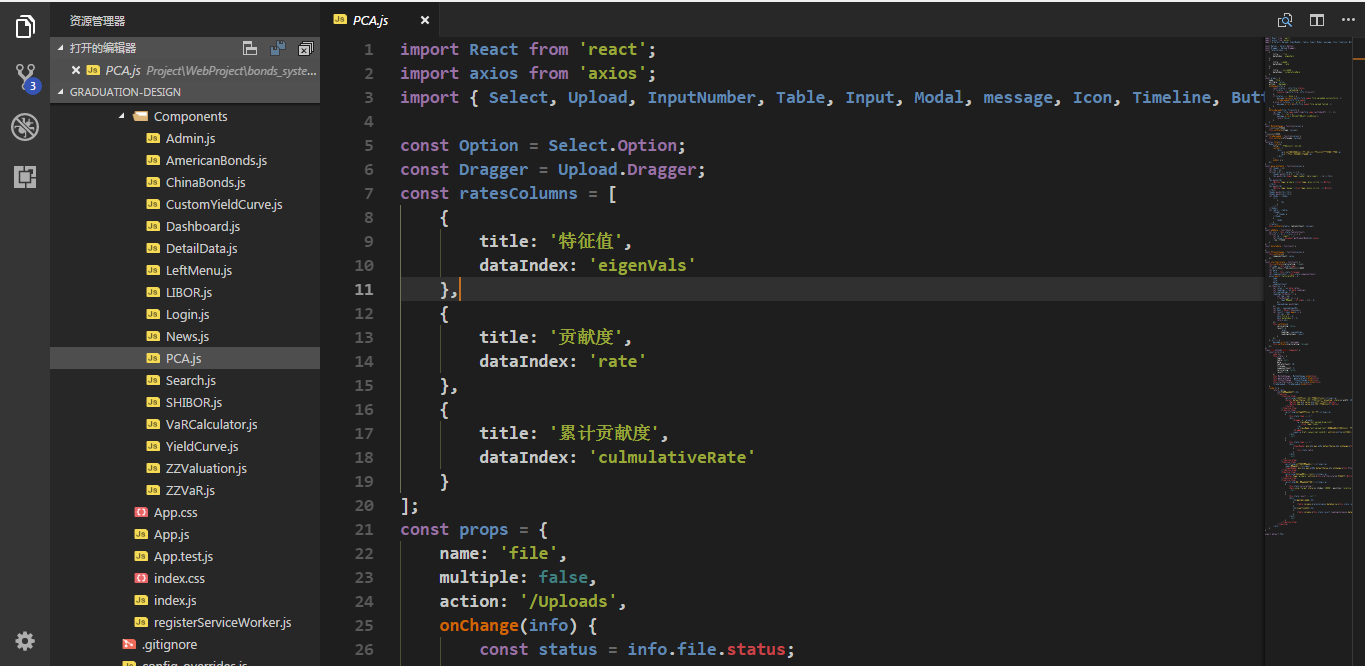 资源管理器
打开的编辑器
PCA.js Project\WebProject\bonds_syste...
GRADUATION-DESIGN
Components
Admin.js
AmericanBonds.js
ChinaBonds.js
CustomYieldCurve.js
Dashboard.js
DetailData.js
LeftMenu.js
LIBOR.js
Login.js
News.js
PCA.js
Search.js
SHIBOR.js
VaRCalculator.js
YieldCurve.js
ZZValuation.js
ZZVaR.js
App.css
App.js
App.test.js
index.css
index.js
registerServiceWorker.js
.gitignore
config-overrides.js
3
PCA.js
1 import React from 'react';
2 import axios from 'axios';
3 import { Select, Upload, InputNumber, Table, Input, Modal, message, Icon, Timeline, But
4
5 const Option = Select.Option;
6 const Dragger = Upload.Dragger;
7 const ratesColumns = [
8 {
9 title: '特征值',
10 dataIndex: 'eigenVals'
11 },
12 {
13 title: '贡献度',
14 dataIndex: 'rate'
15 },
16 {
17 title: '累计贡献度',
18 dataIndex: 'culmulativeRate'
19 }
20 ];
21 const props = {
22 name: 'file',
23 multiple: false,
24 action: '/Uploads',
25 onChange(info) {
26 const status = info.file.status;